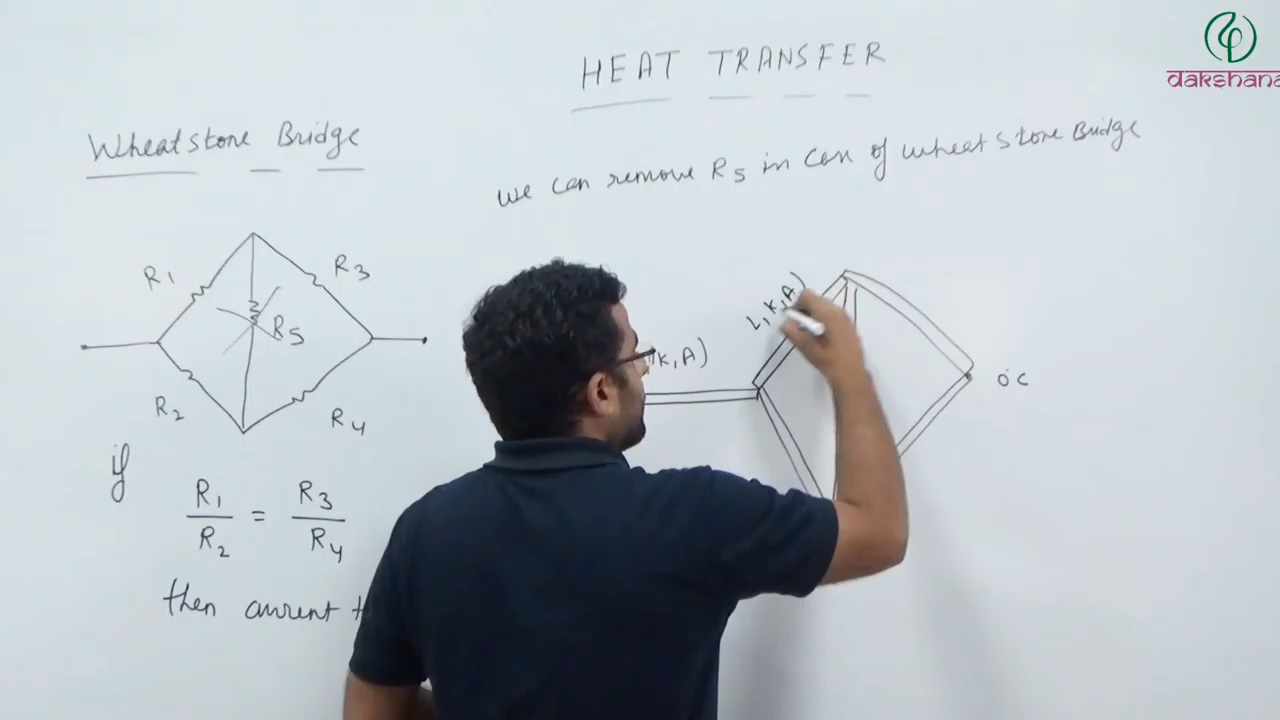 dakshana
HEAT TRANSFER
Wheatstone Bridge
we can remove R5 in Case of wheatstone Bridge
R1
R3
R5
R2
R4
K, A)
L, K, A)
0°C
if
R1/R2 = R3/R4
then current